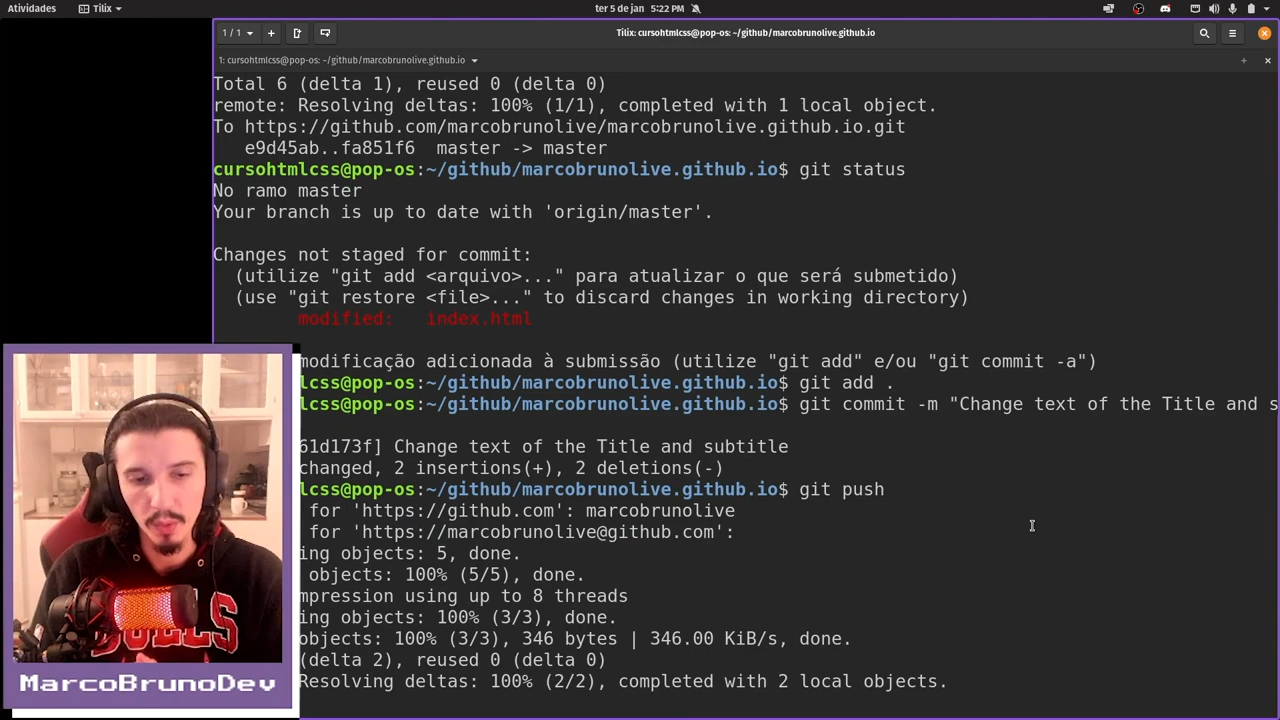 Atividades
Tilix
ter 5 de jan 5:22 PM
1 / 1
Tilix: cursohtmlcss@pop-os: ~/github/marcobrunolive.github.io
1: cursohtmlcss@pop-os: ~/github/marcobrunolive.github.io
Total 6 (delta 1), reused 0 (delta 0)
remote: Resolving deltas: 100% (1/1), completed with 1 local object.
To https://github.com/marcobrunolive/marcobrunolive.github.io.git
e9d45ab..fa851f6 master -> master
cursohtmlcss@pop-os:~/github/marcobrunolive.github.io$ git status
No ramo master
Your branch is up to date with 'origin/master'.
Changes not staged for commit:
(utilize "git add <arquivo>..." para atualizar o que será submetido)
(use "git restore <file>..." to discard changes in working directory)
modified: index.html
modificação adicionada à submissão (utilize "git add" e/ou "git commit -a")
lcss@pop-os:~/github/marcobrunolive.github.io$ git add .
lcss@pop-os:~/github/marcobrunolive.github.io$ git commit -m "Change text of the Title and s
61d173f] Change text of the Title and subtitle
changed, 2 insertions(+), 2 deletions(-)
lcss@pop-os:~/github/marcobrunolive.github.io$ git push
for 'https://github.com': marcobrunolive
for 'https://marcobrunolive@github.com':
ing objects: 5, done.
objects: 100% (5/5), done.
mpression using up to 8 threads
ing objects: 100% (3/3), done.
objects: 100% (3/3), 346 bytes | 346.00 KiB/s, done.
(delta 2), reused 0 (delta 0)
Resolving deltas: 100% (2/2), completed with 2 local objects.
BULLS
MarcoBrunoDev